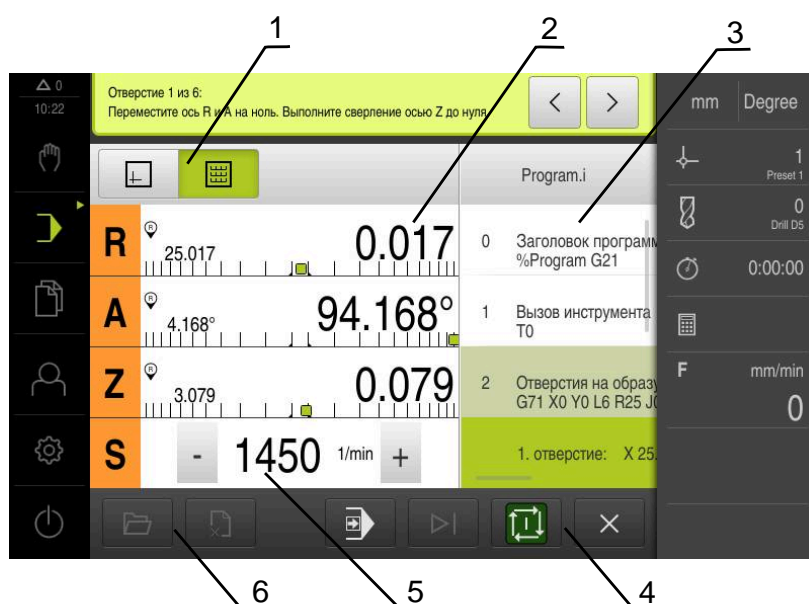 1
2
3
0
10:22
Отверстие 1 из 6:
Переместите ось R и A на ноль. Выполните сверление осью Z до нуля
mm
Degree
Program.i
1
Preset 1
R
R
25.017
0.017
0
Заголовок програм
%Program G21
0
Drill D5
0:00:00
A
R
4.168°
94.168°
1
Вызов инструмента
T0
Z
R
3.079
0.079
2
Отверстия на образ
G71 X0 Y0 L6 R25 J
F
mm/min
0
S
-
1450
1/min
+
1. отверстие: X 25.
6
5
4